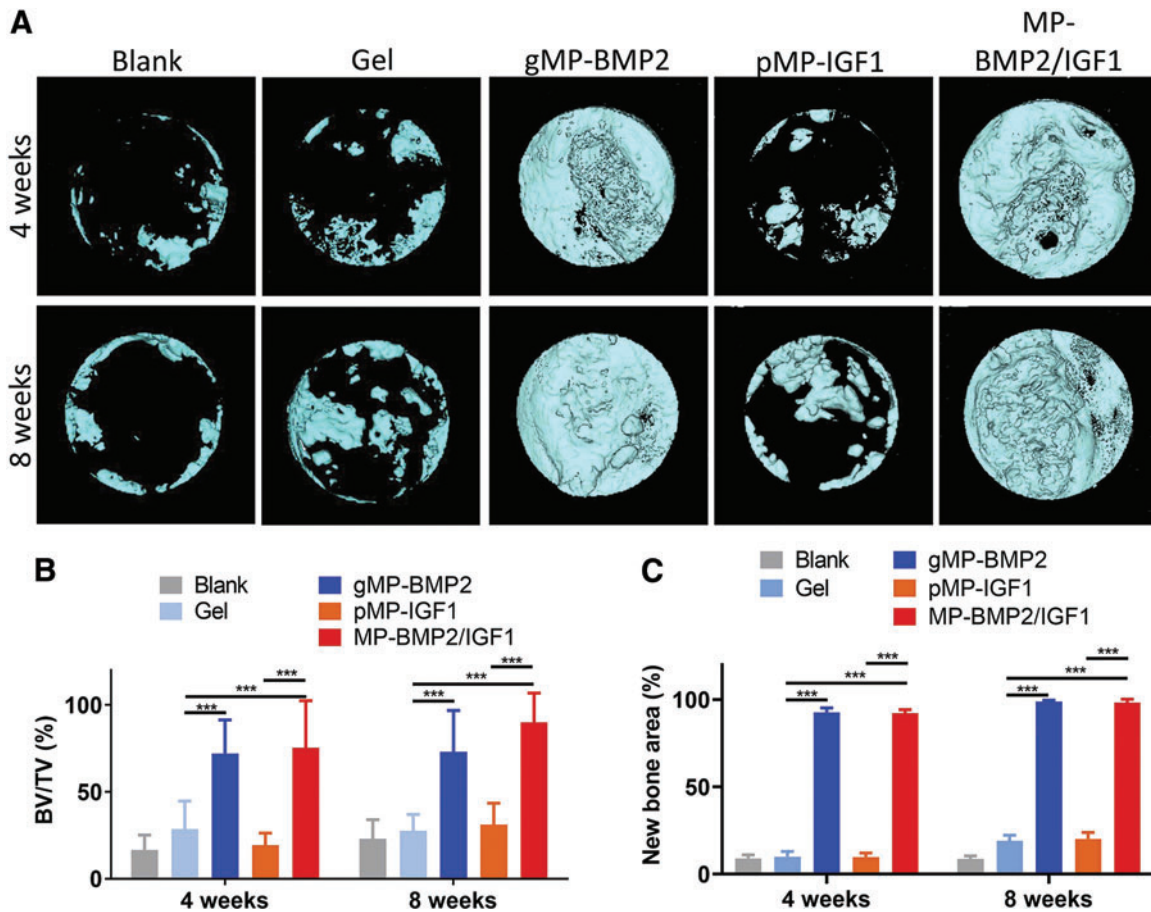 A
Blank Gel gMP-BMP2 pMP-IGF1 MP-
BMP2/IGF1
4 weeks
8 weeks
B
Blank gMP-BMP2
Gel pMP-IGF1
MP-BMP2/IGF1
BV/TV (%)
100
50
0
*** *** ***
*** *** ***
4 weeks 8 weeks
C
Blank gMP-BMP2
Gel pMP-IGF1
MP-BMP2/IGF1
New bone area (%)
100
50
0
*** *** ***
*** *** ***
4 weeks 8 weeks